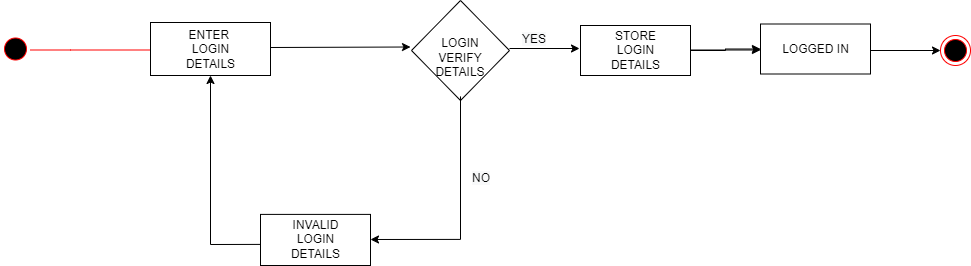 ENTER
LOGIN
DETAILS
LOGIN
VERIFY
DETAILS
YES
STORE
LOGIN
DETAILS
LOGGED IN
NO
INVALID
LOGIN
DETAILS